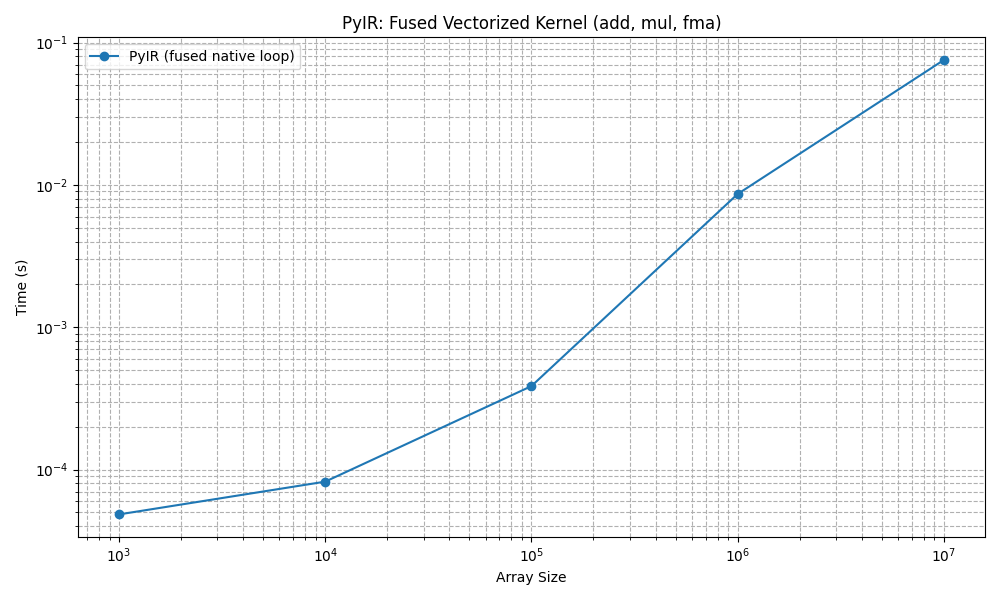 PyIR: Fused Vectorized Kernel (add, mul, fma)
PyIR (fused native loop)
Time (s)
10⁻¹
10⁻²
10⁻³
10⁻⁴
10³
10⁴
10⁵
10⁶
10⁷
Array Size